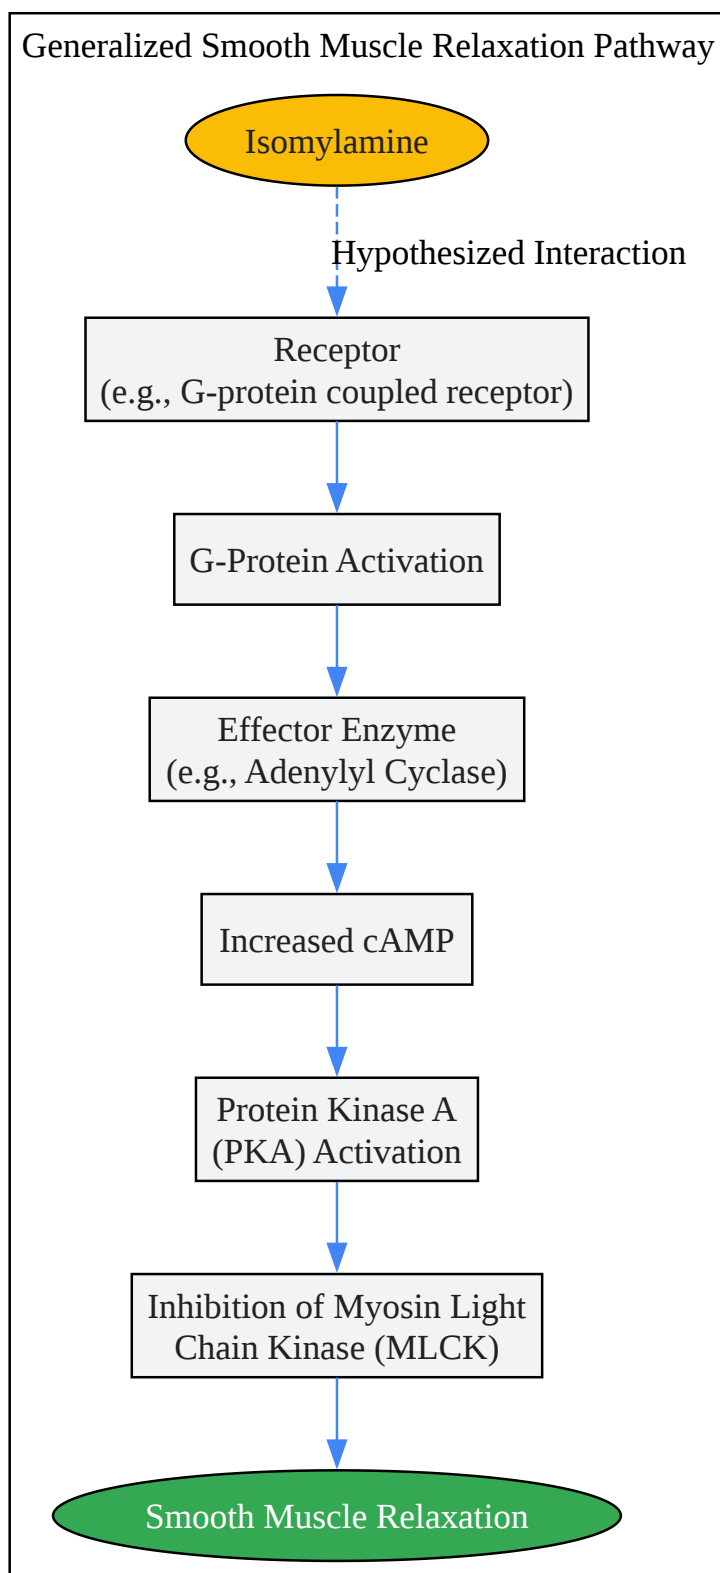 Generalized Smooth Muscle Relaxation Pathway
Isomylamine
Hypothesized Interaction
Receptor
(e.g., G-protein coupled receptor)
G-Protein Activation
Effector Enzyme
(e.g., Adenylyl Cyclase)
Increased cAMP
Protein Kinase A
(PKA) Activation
Inhibition of Myosin Light
Chain Kinase (MLCK)
Smooth Muscle Relaxation